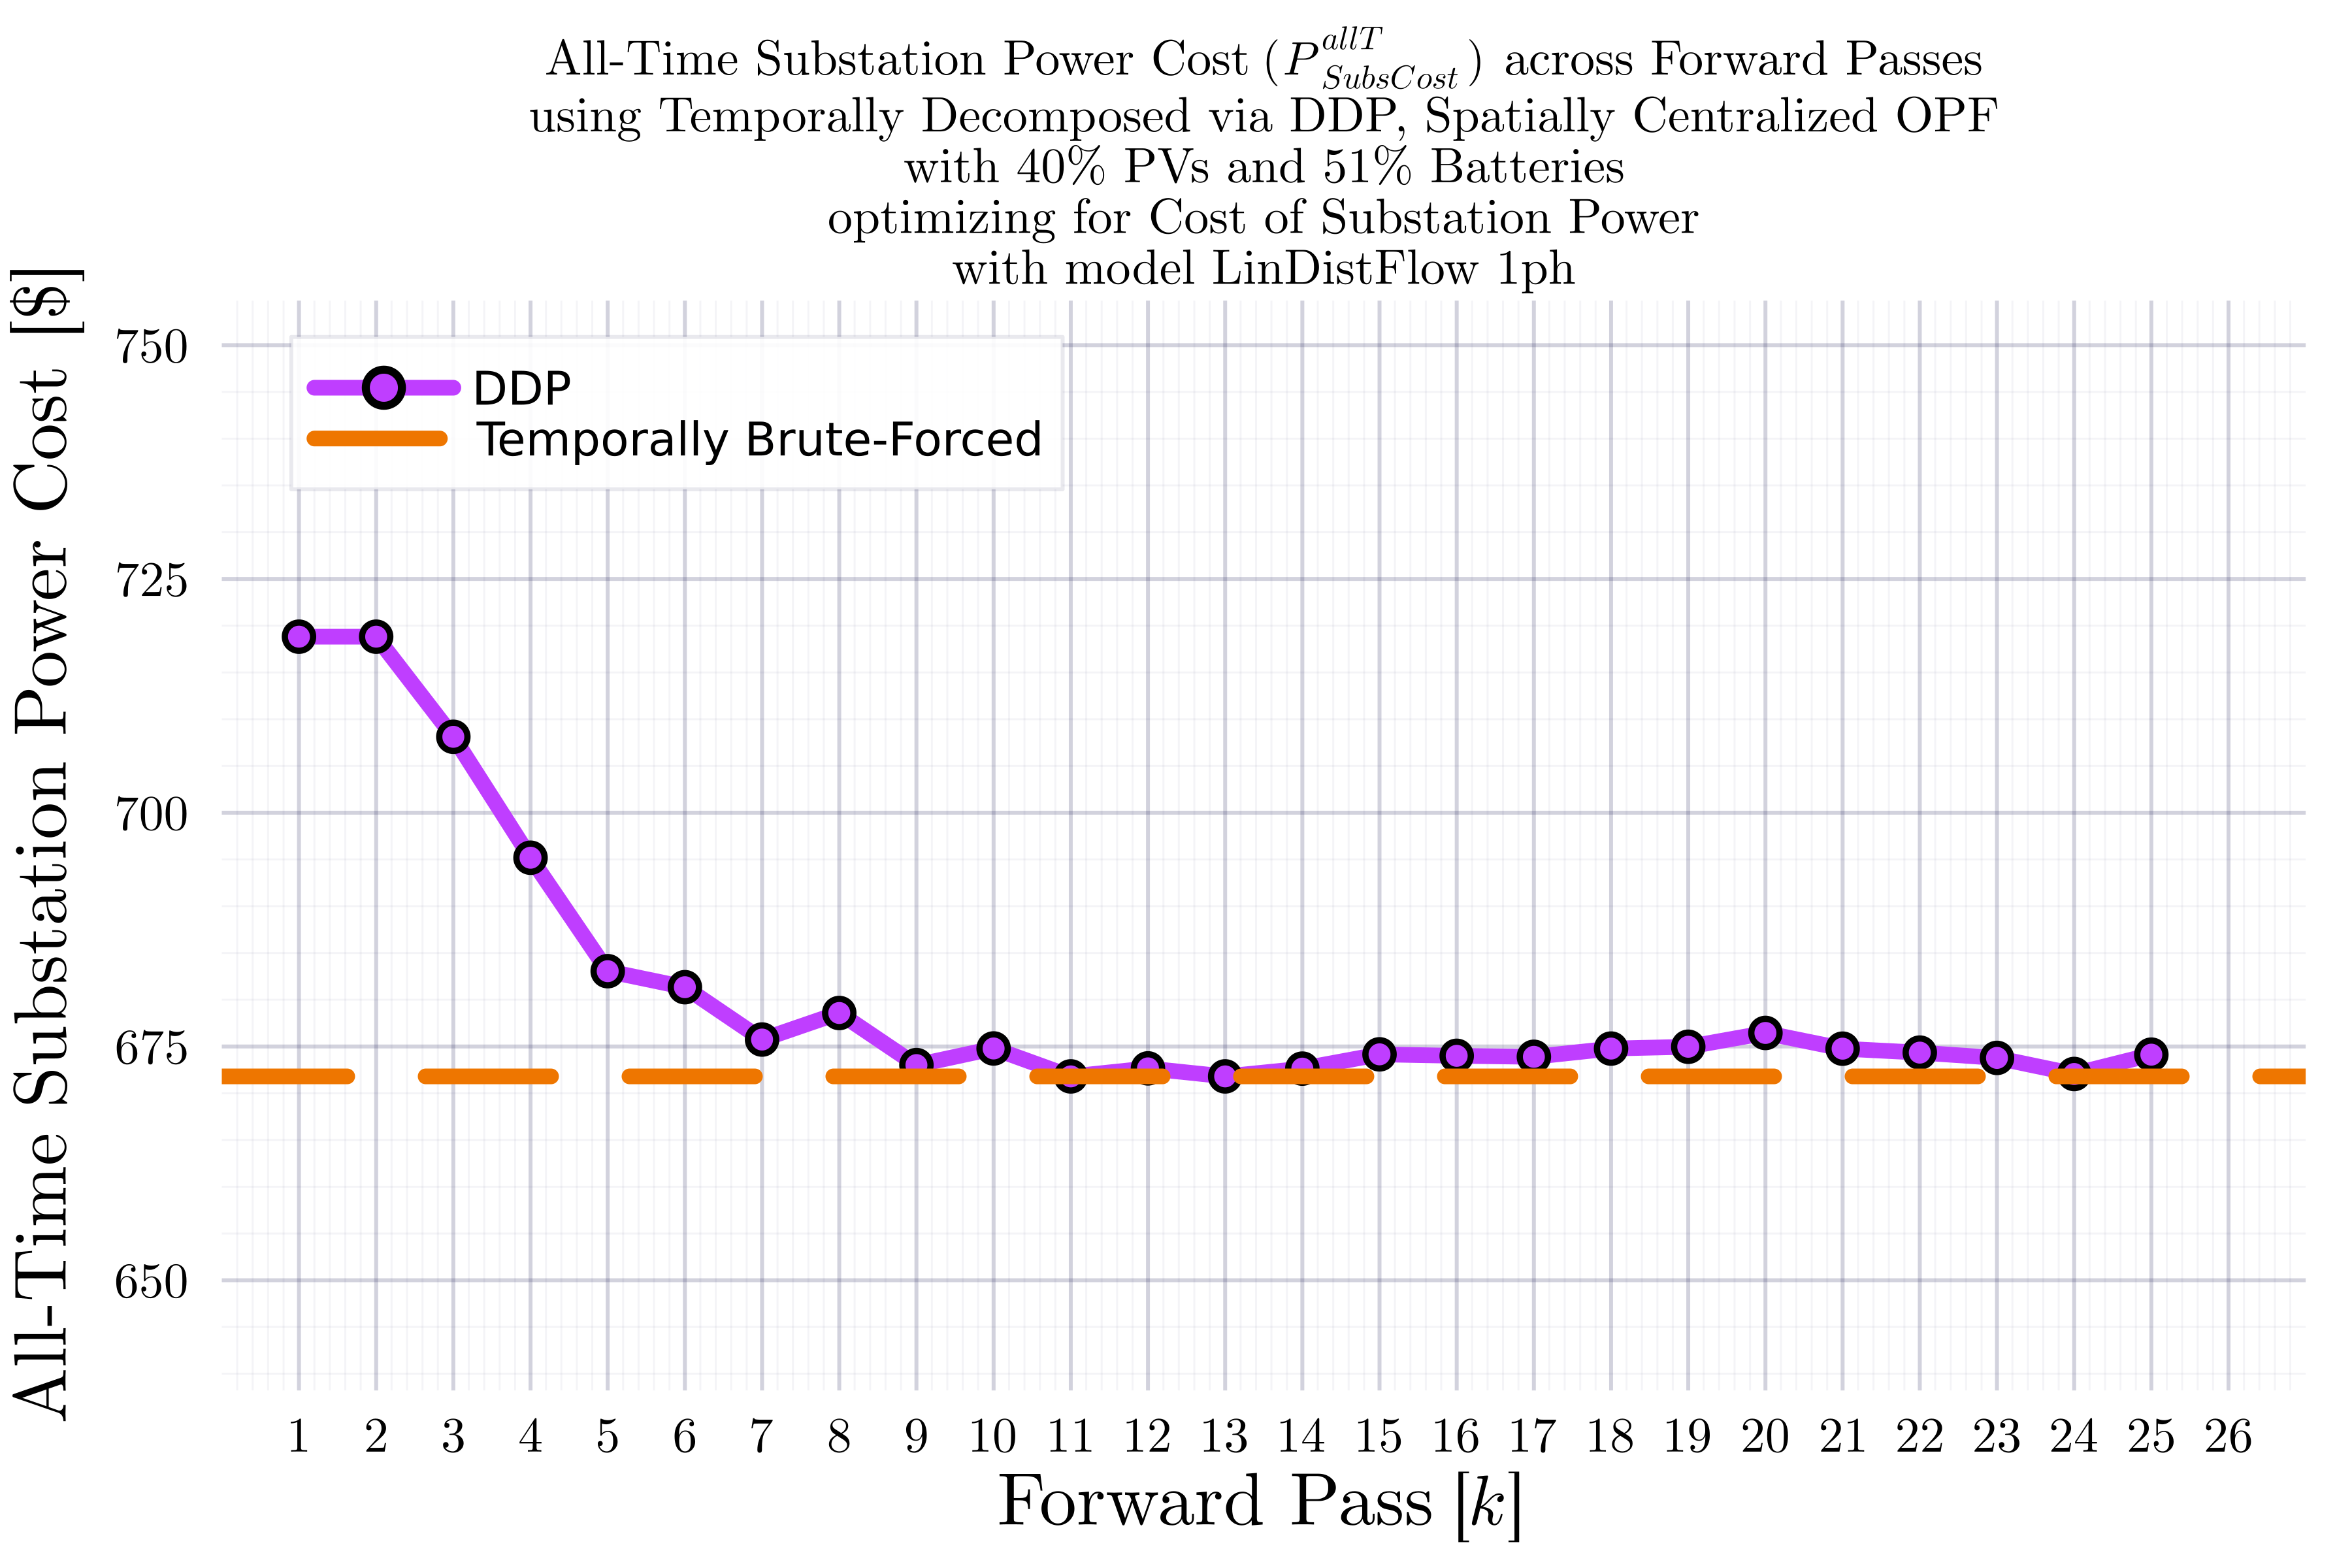 All-Time Substation Power Cost (P^{allT}_{SubsCost}) across Forward Passes
using Temporally Decomposed via DDP, Spatially Centralized OPF
with 40% PVs and 51% Batteries
optimizing for Cost of Substation Power
with model LinDistFlow 1ph
All-Time Substation Power Cost [$]
750
725
700
675
650
DDP
Temporally Brute-Forced
1 2 3 4 5 6 7 8 9 10 11 12 13 14 15 16 17 18 19 20 21 22 23 24 25 26
Forward Pass [k]